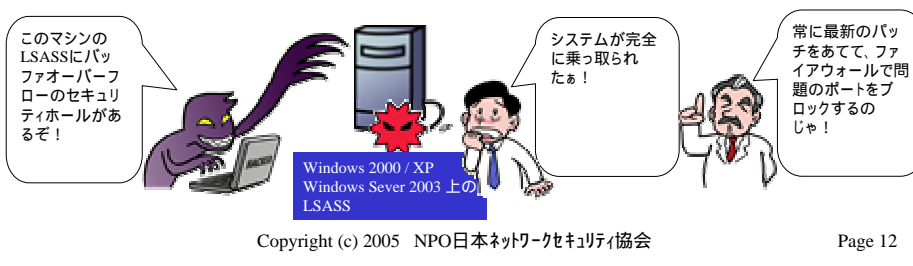 このマシンの
LSASSにバッ
ファオーバーフ
ローのセキュリ
ティホールがあ
るぞ！
システムが完全
に乗っ取られ
たぁ！
常に最新のパッ
チをあてて、ファ
イアウォールで問
題のポートをブ
ロックするの
じゃ！
Windows 2000 / XP
Windows Sever 2003 上の
LSASS
Copyright (c) 2005 NPO日本ネットワークセキュリティ協会
Page 12